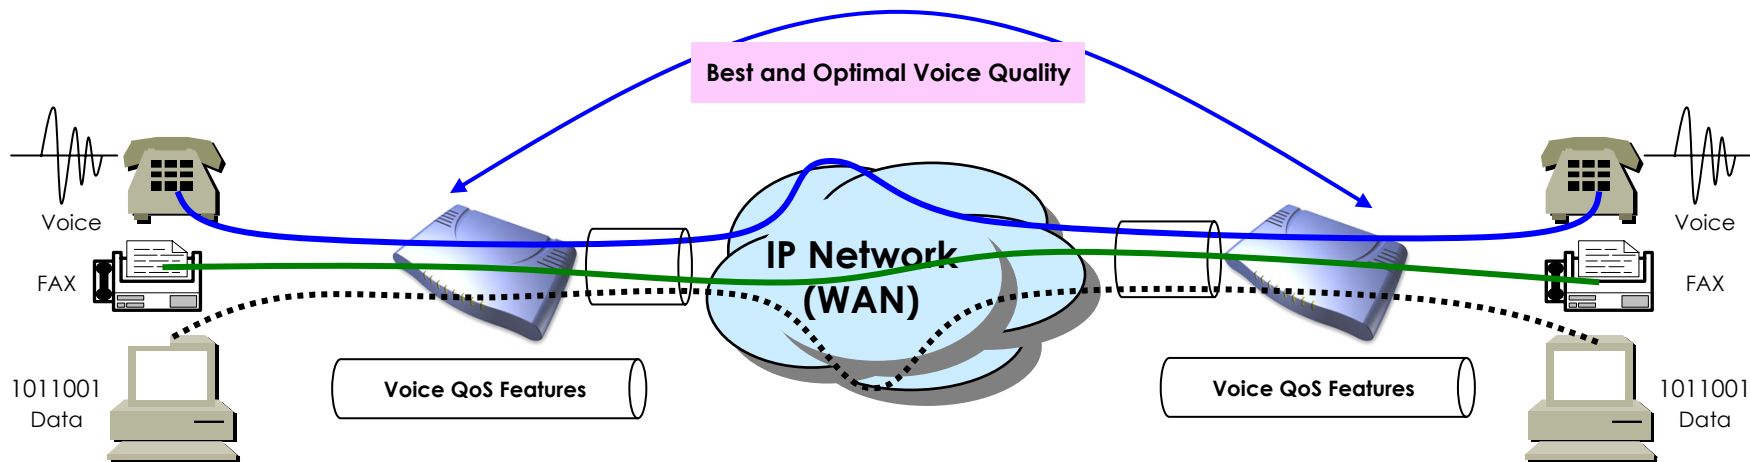 Best and Optimal Voice Quality
Voice
Voice
IP Network
(WAN)
FAX
FAX
Voice QoS Features
Voice QoS Features
1011001
Data
1011001
Data